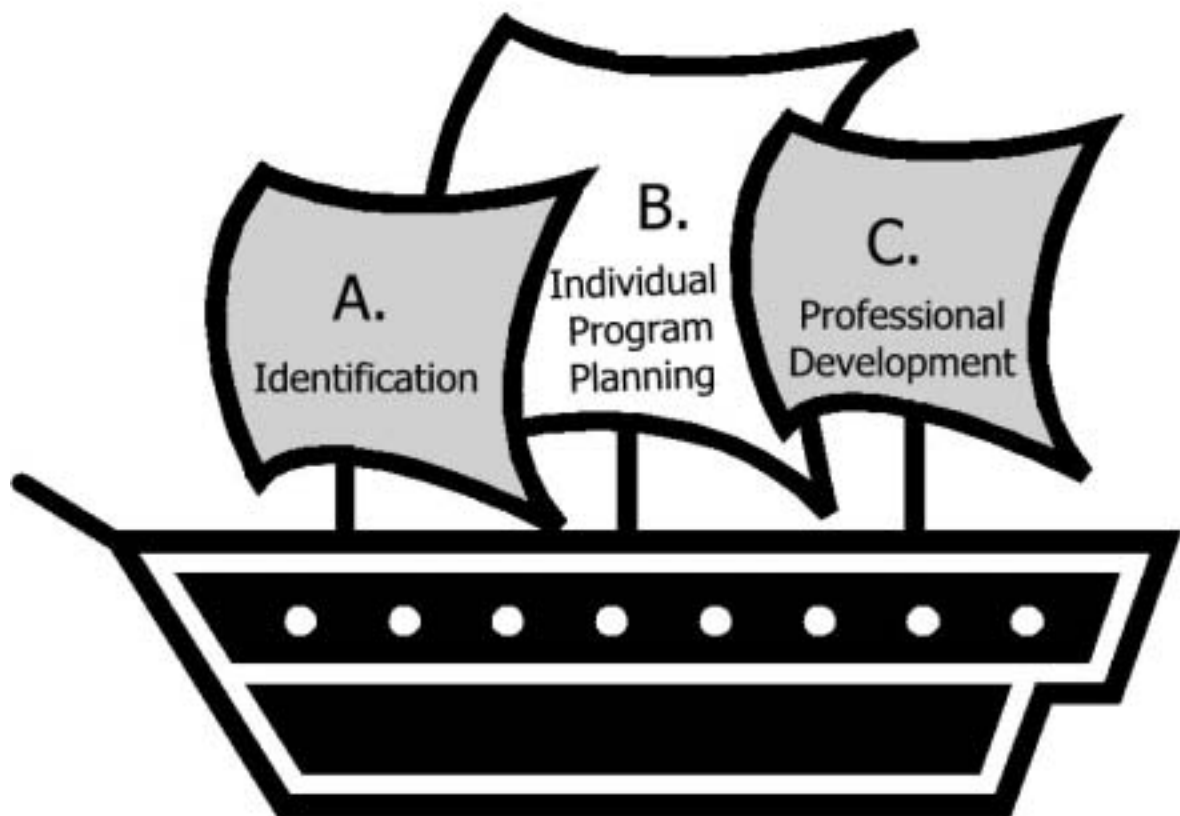 A.
Identification
B.
Individual
Program
Planning
C.
Professional
Development